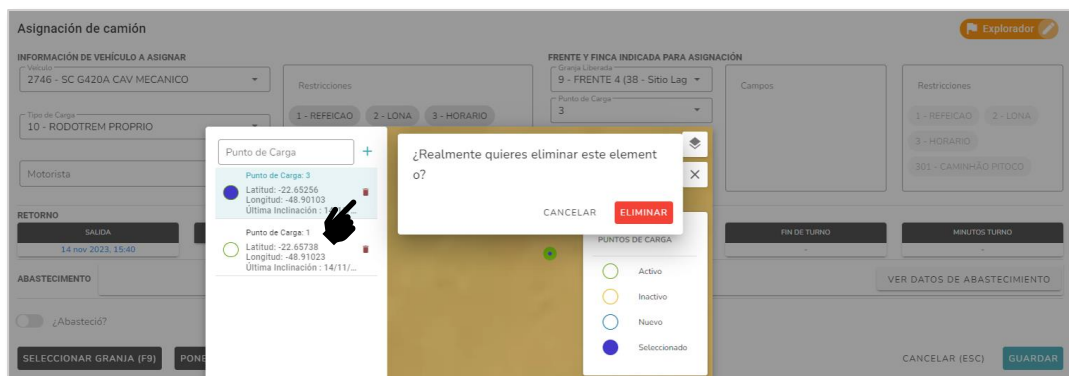 Asignación de camión
Explorador
INFORMACIÓN DE VEHÍCULO A ASIGNAR
FRENTE Y FINCA INDICADA PARA ASIGNACIÓN
Veículo
2746 - SC G420A CAV MECANICO
Restricciones
1 - REFEICAO 2 - LONA 3 - HORARIO
Granja Liberada
9 - FRENTE 4 (38 - Sitio Lag
Campos
Restricciones
1 - REFEICAO 2 - LONA
3 - HORARIO
301 - CAMINHÃO PITOCO
Tipo de Carga
10 - RODOTREM PROPRIO
Punto de Carga
3
Motorista
Punto de Carga
+
Punto de Carga: 3
Latitud: -22.65256
Longitud: -48.90103
Última Inclinación : 14/11/...
Punto de Carga: 1
Latitud: -22.65738
Longitud: -48.91023
Última Inclinación : 14/11/...
¿Realmente quieres eliminar este element
o?
CANCELAR ELIMINAR
PUNTOS DE CARGA
Activo
Inactivo
Nuevo
Seleccionado
RETORNO
SALIDA
14 nov 2023, 15:40
FIN DE TURNO
-
MINUTOS TURNO
-
ABASTECIMENTO
VER DATOS DE ABASTECIMIENTO
¿Abasteció?
SELECCIONAR GRANJA (F9) PONE
CANCELAR (ESC) GUARDAR